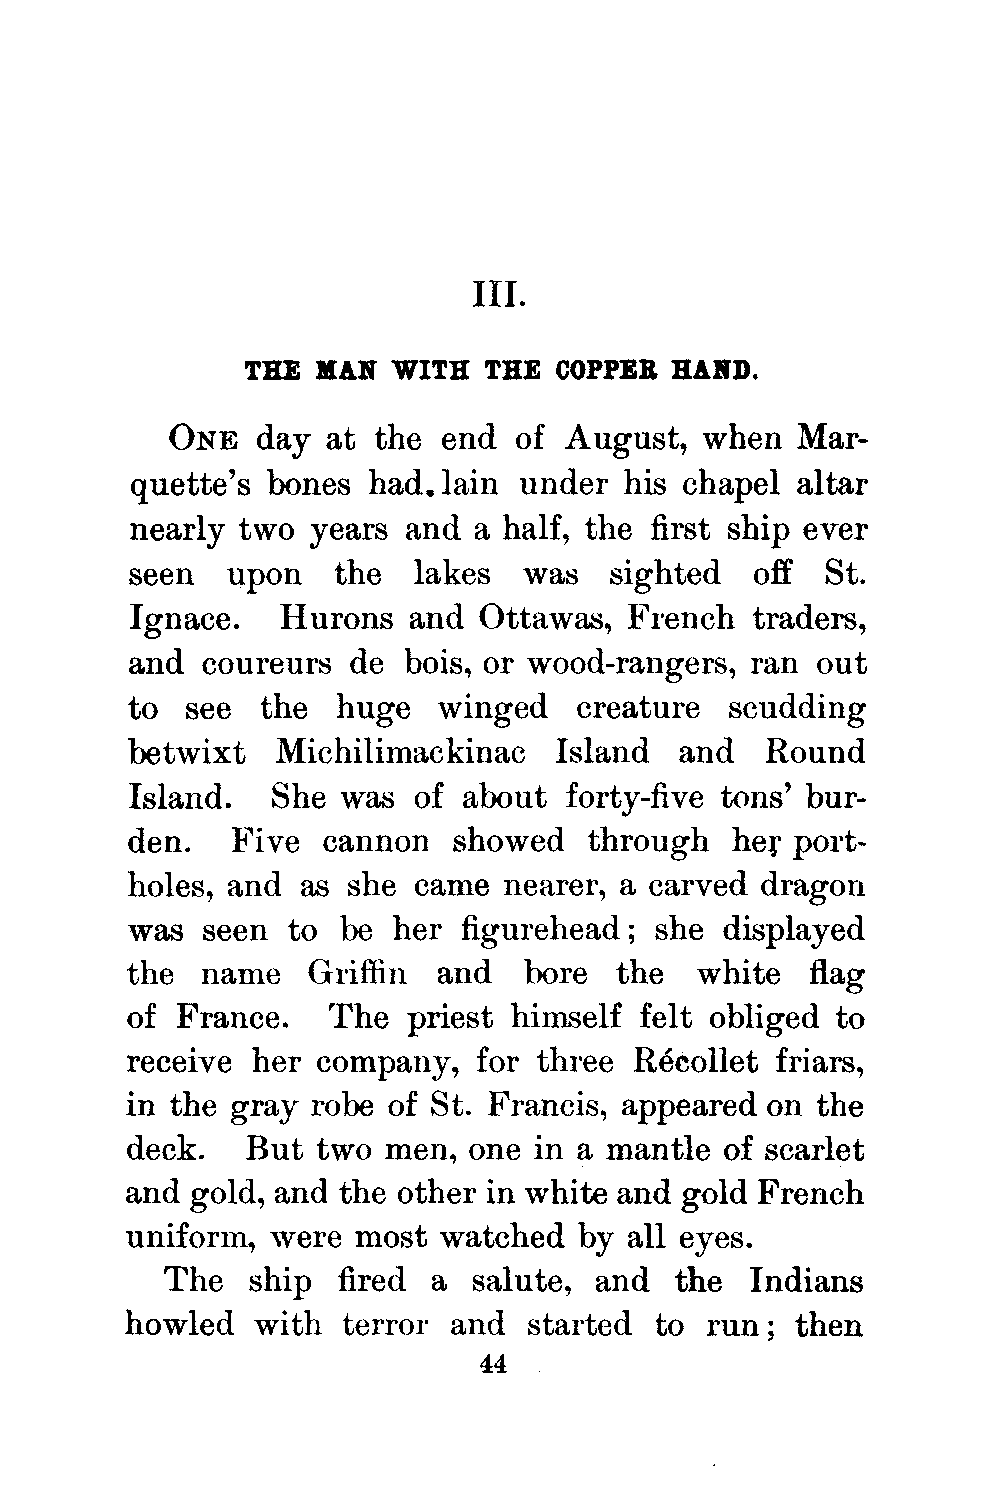 III.
THE MAN WITH THE COPPER HAND.
ONE day at the end of August, when Mar-
quette's bones had lain under his chapel altar
nearly two years and a half, the first ship ever
seen upon the lakes was sighted off St.
Ignace. Hurons and Ottawas, French traders,
and coureurs de bois, or wood-rangers, ran out
to see the huge winged creature scudding
betwixt Michilimackinac Island and Round
Island. She was of about forty-five tons' bur-
den. Five cannon showed through her port-
holes, and as she came nearer, a carved dragon
was seen to be her figurehead; she displayed
the name Griffin and bore the white flag
of France. The priest himself felt obliged to
receive her company, for three Récollet friars,
in the gray robe of St. Francis, appeared on the
deck. But two men, one in a mantle of scarlet
and gold, and the other in white and gold French
uniform, were most watched by all eyes.
The ship fired a salute, and the Indians
howled with terror and started to run; then
44